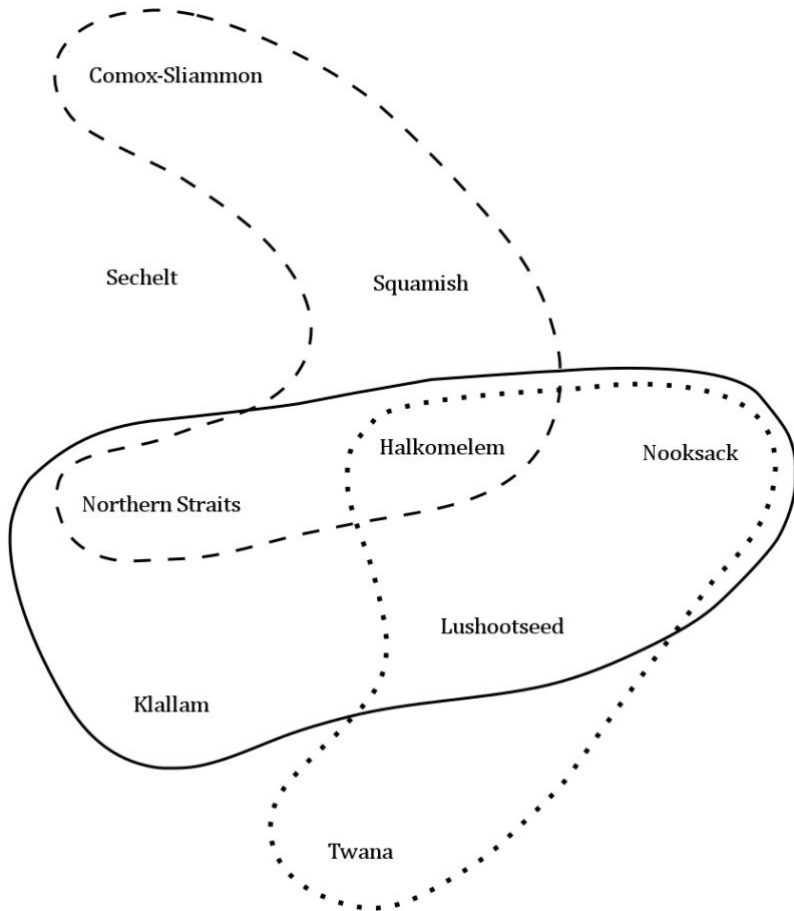 Comox-Sliammon
Sechelt
Squamish
Halkomelem
Nooksack
Northern Straits
Lushootseed
Klallam
Twana